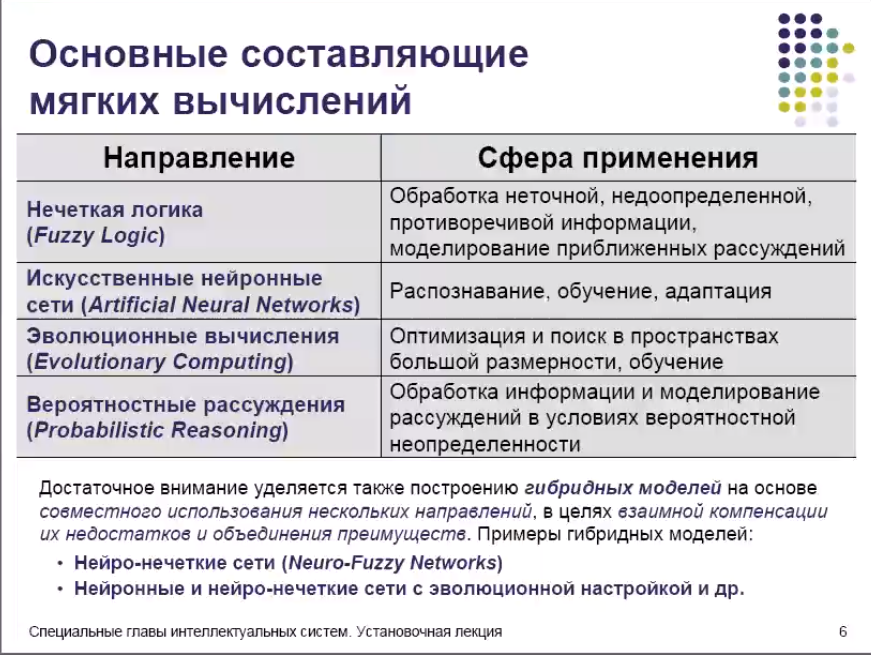 Основные составляющие
мягких вычислений
Направление
Сфера применения
Нечеткая логика
(Fuzzy Logic)
Обработка неточной, недоопределенной,
противоречивой информации,
моделирование приближенных рассуждений
Искусственные нейронные
сети (Artificial Neural Networks)
Распознавание, обучение, адаптация
Эволюционные вычисления
(Evolutionary Computing)
Оптимизация и поиск в пространствах
большой размерности, обучение
Вероятностные рассуждения
(Probabilistic Reasoning)
Обработка информации и моделирование
рассуждений в условиях вероятностной
неопределенности
Достаточное внимание уделяется также построению гибридных моделей на основе
совместного использования нескольких направлений, в целях взаимной компенсации
их недостатков и объединения преимуществ. Примеры гибридных моделей:
• Нейро-нечеткие сети (Neuro-Fuzzy Networks)
• Нейронные и нейро-нечеткие сети с эволюционной настройкой и др.
Специальные главы интеллектуальных систем. Установочная лекция
6